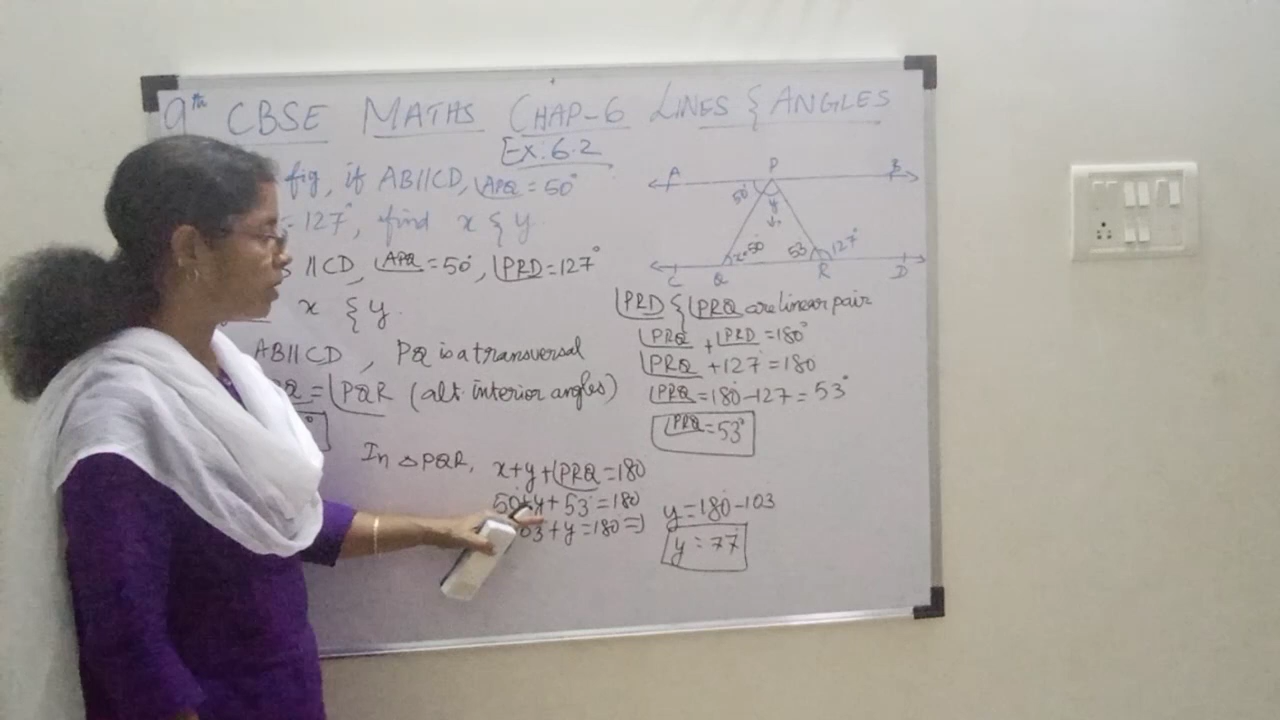 9th CBSE MATHS CHAP-6 LINES & ANGLES
Ex. 6.2
fig, if AB||CD, ∠APQ = 50°
= 127°, find x & y
||CD, ∠APQ = 50°, ∠PRD = 127°
x & y
AB||CD, PQ is a transversal
= ∠PQR (alt. interior angles)
In △PQR, x+y+∠PRQ = 180
50+y+53 = 180
03+y = 180 ⇒
y = 180-103
y = 77
A P B
50° y
x° 50° 53 127°
C Q R D
∠PRD & ∠PRQ are linear pair
∠PRQ + ∠PRD = 180°
∠PRQ + 127° = 180
∠PRQ = 180-127 = 53°
∠PRQ = 53°